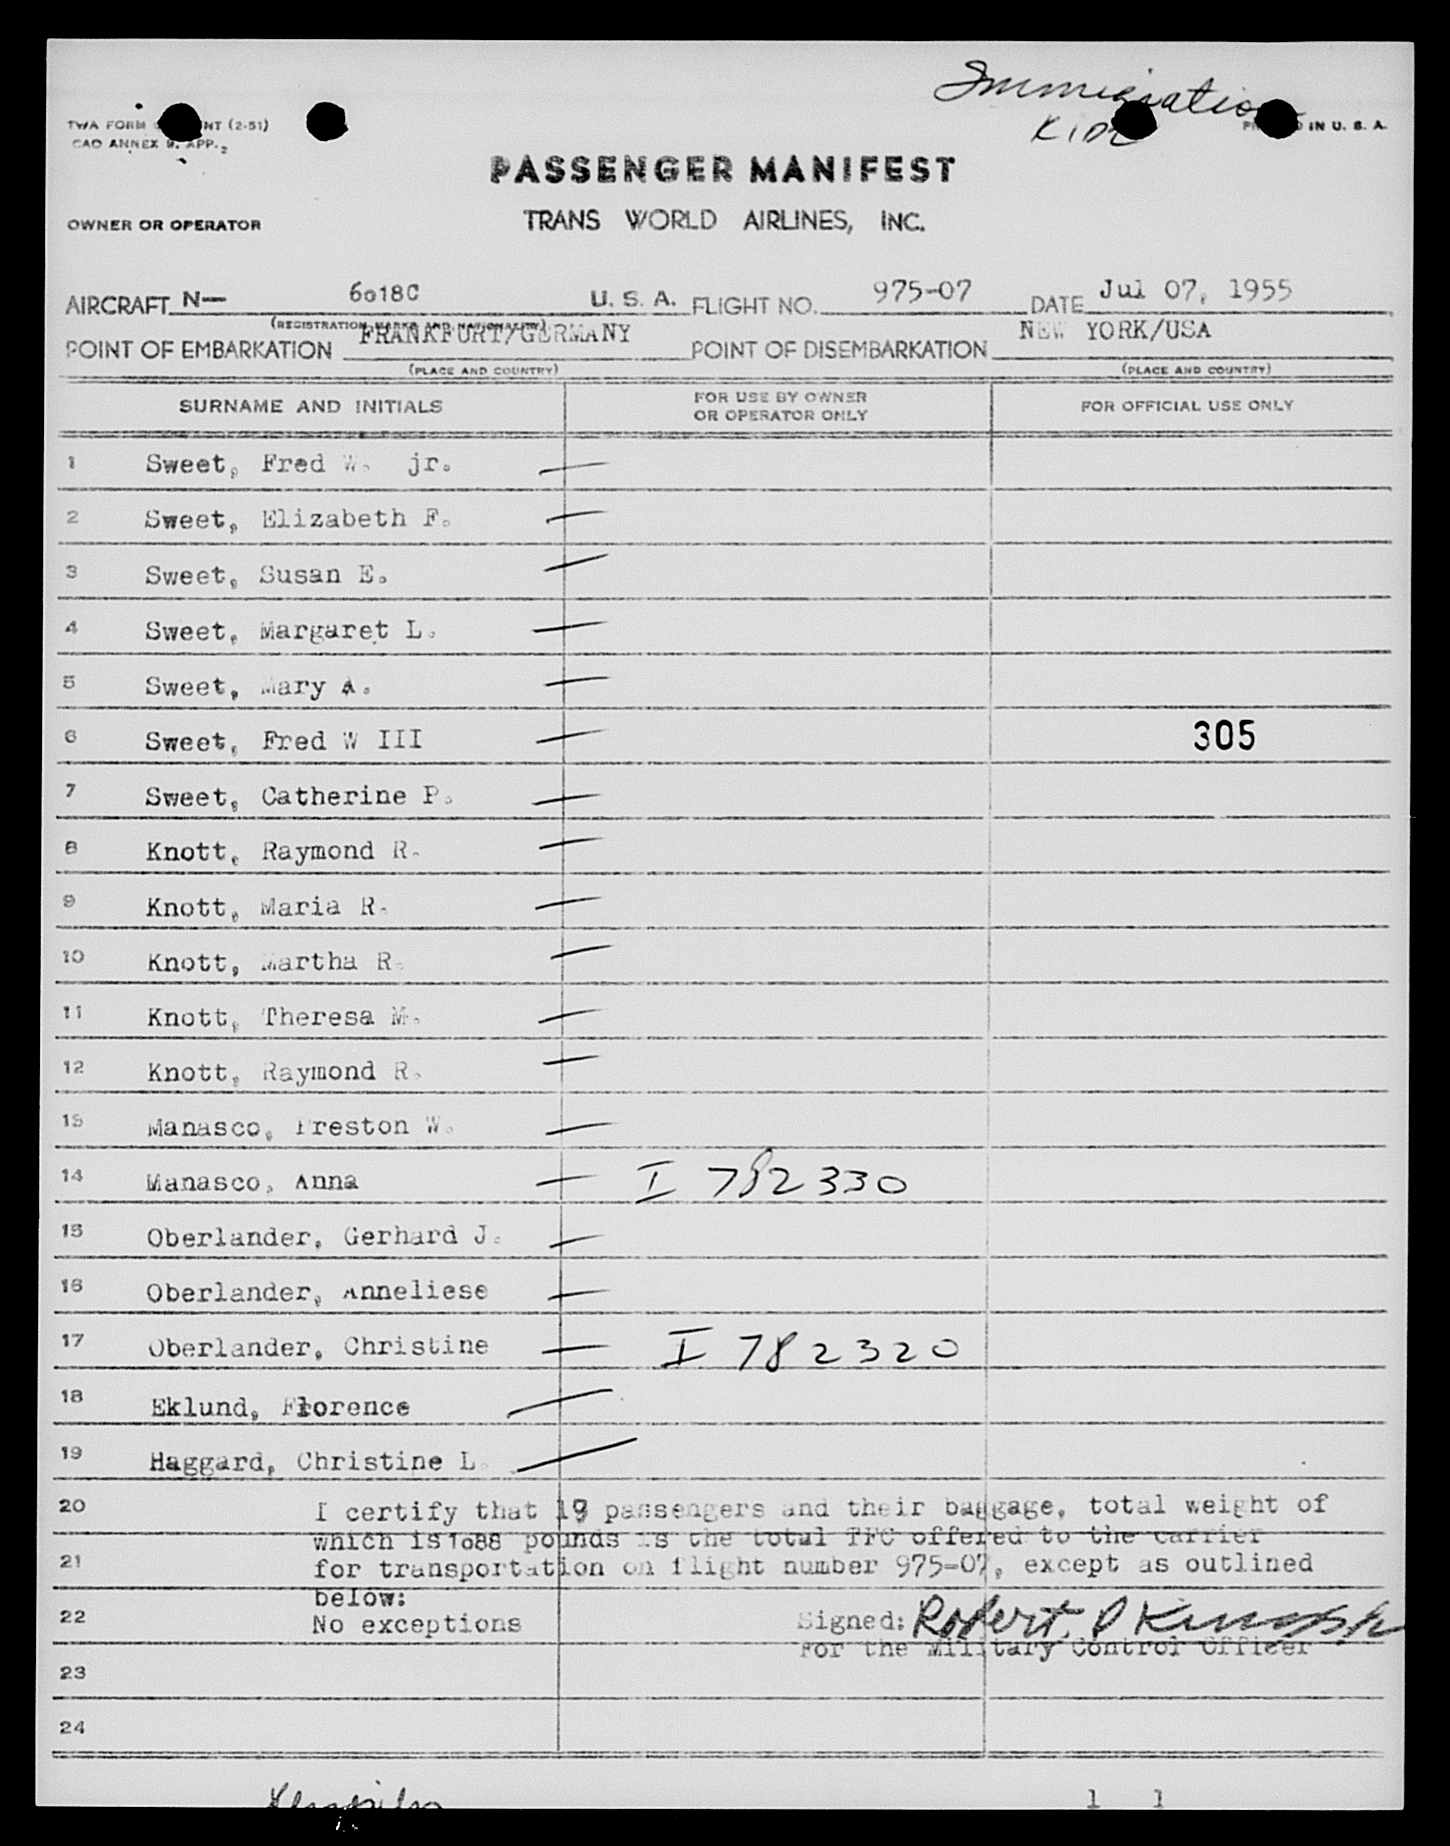 Immigration
TWA FORM NT (2-51)
IN U. S. A.
CAO ANNEX 9, APP. 2
PASSENGER MANIFEST
OWNER OR OPERATOR
TRANS WORLD AIRLINES, INC.
AIRCRAFT N— 6018C U. S. A. FLIGHT NO. 975-07 DATE Jul 07, 1955
(REGISTRATION MARKS AND NATIONALITY)
POINT OF EMBARKATION FRANKFURT/GERMANY POINT OF DISEMBARKATION NEW YORK/USA
(PLACE AND COUNTRY) (PLACE AND COUNTRY)
SURNAME AND INITIALS FOR USE BY OWNER OR OPERATOR ONLY FOR OFFICIAL USE ONLY
1 Sweet, Fred W. jr.
2 Sweet, Elizabeth F.
3 Sweet, Susan E.
4 Sweet, Margaret L.
5 Sweet, Mary A.
6 Sweet, Fred W III 305
7 Sweet, Catherine P.
8 Knott, Raymond R.
9 Knott, Maria R.
10 Knott, Martha R.
11 Knott, Theresa M.
12 Knott, Raymond R.
13 Manasco, Preston W.
14 Manasco, Anna I 782330
15 Oberlander, Gerhard J.
16 Oberlander, Anneliese
17 Oberlander, Christine I 782320
18 Eklund, Florence
19 Haggard, Christine L.
20 I certify that 19 passengers and their baggage, total weight of
which is 1088 pounds is the total TFC offered to the carrier
21 for transportation on flight number 975-07, except as outlined
below:
22 No exceptions Signed: Robert
For the Military Control Officer
23
24
1 1